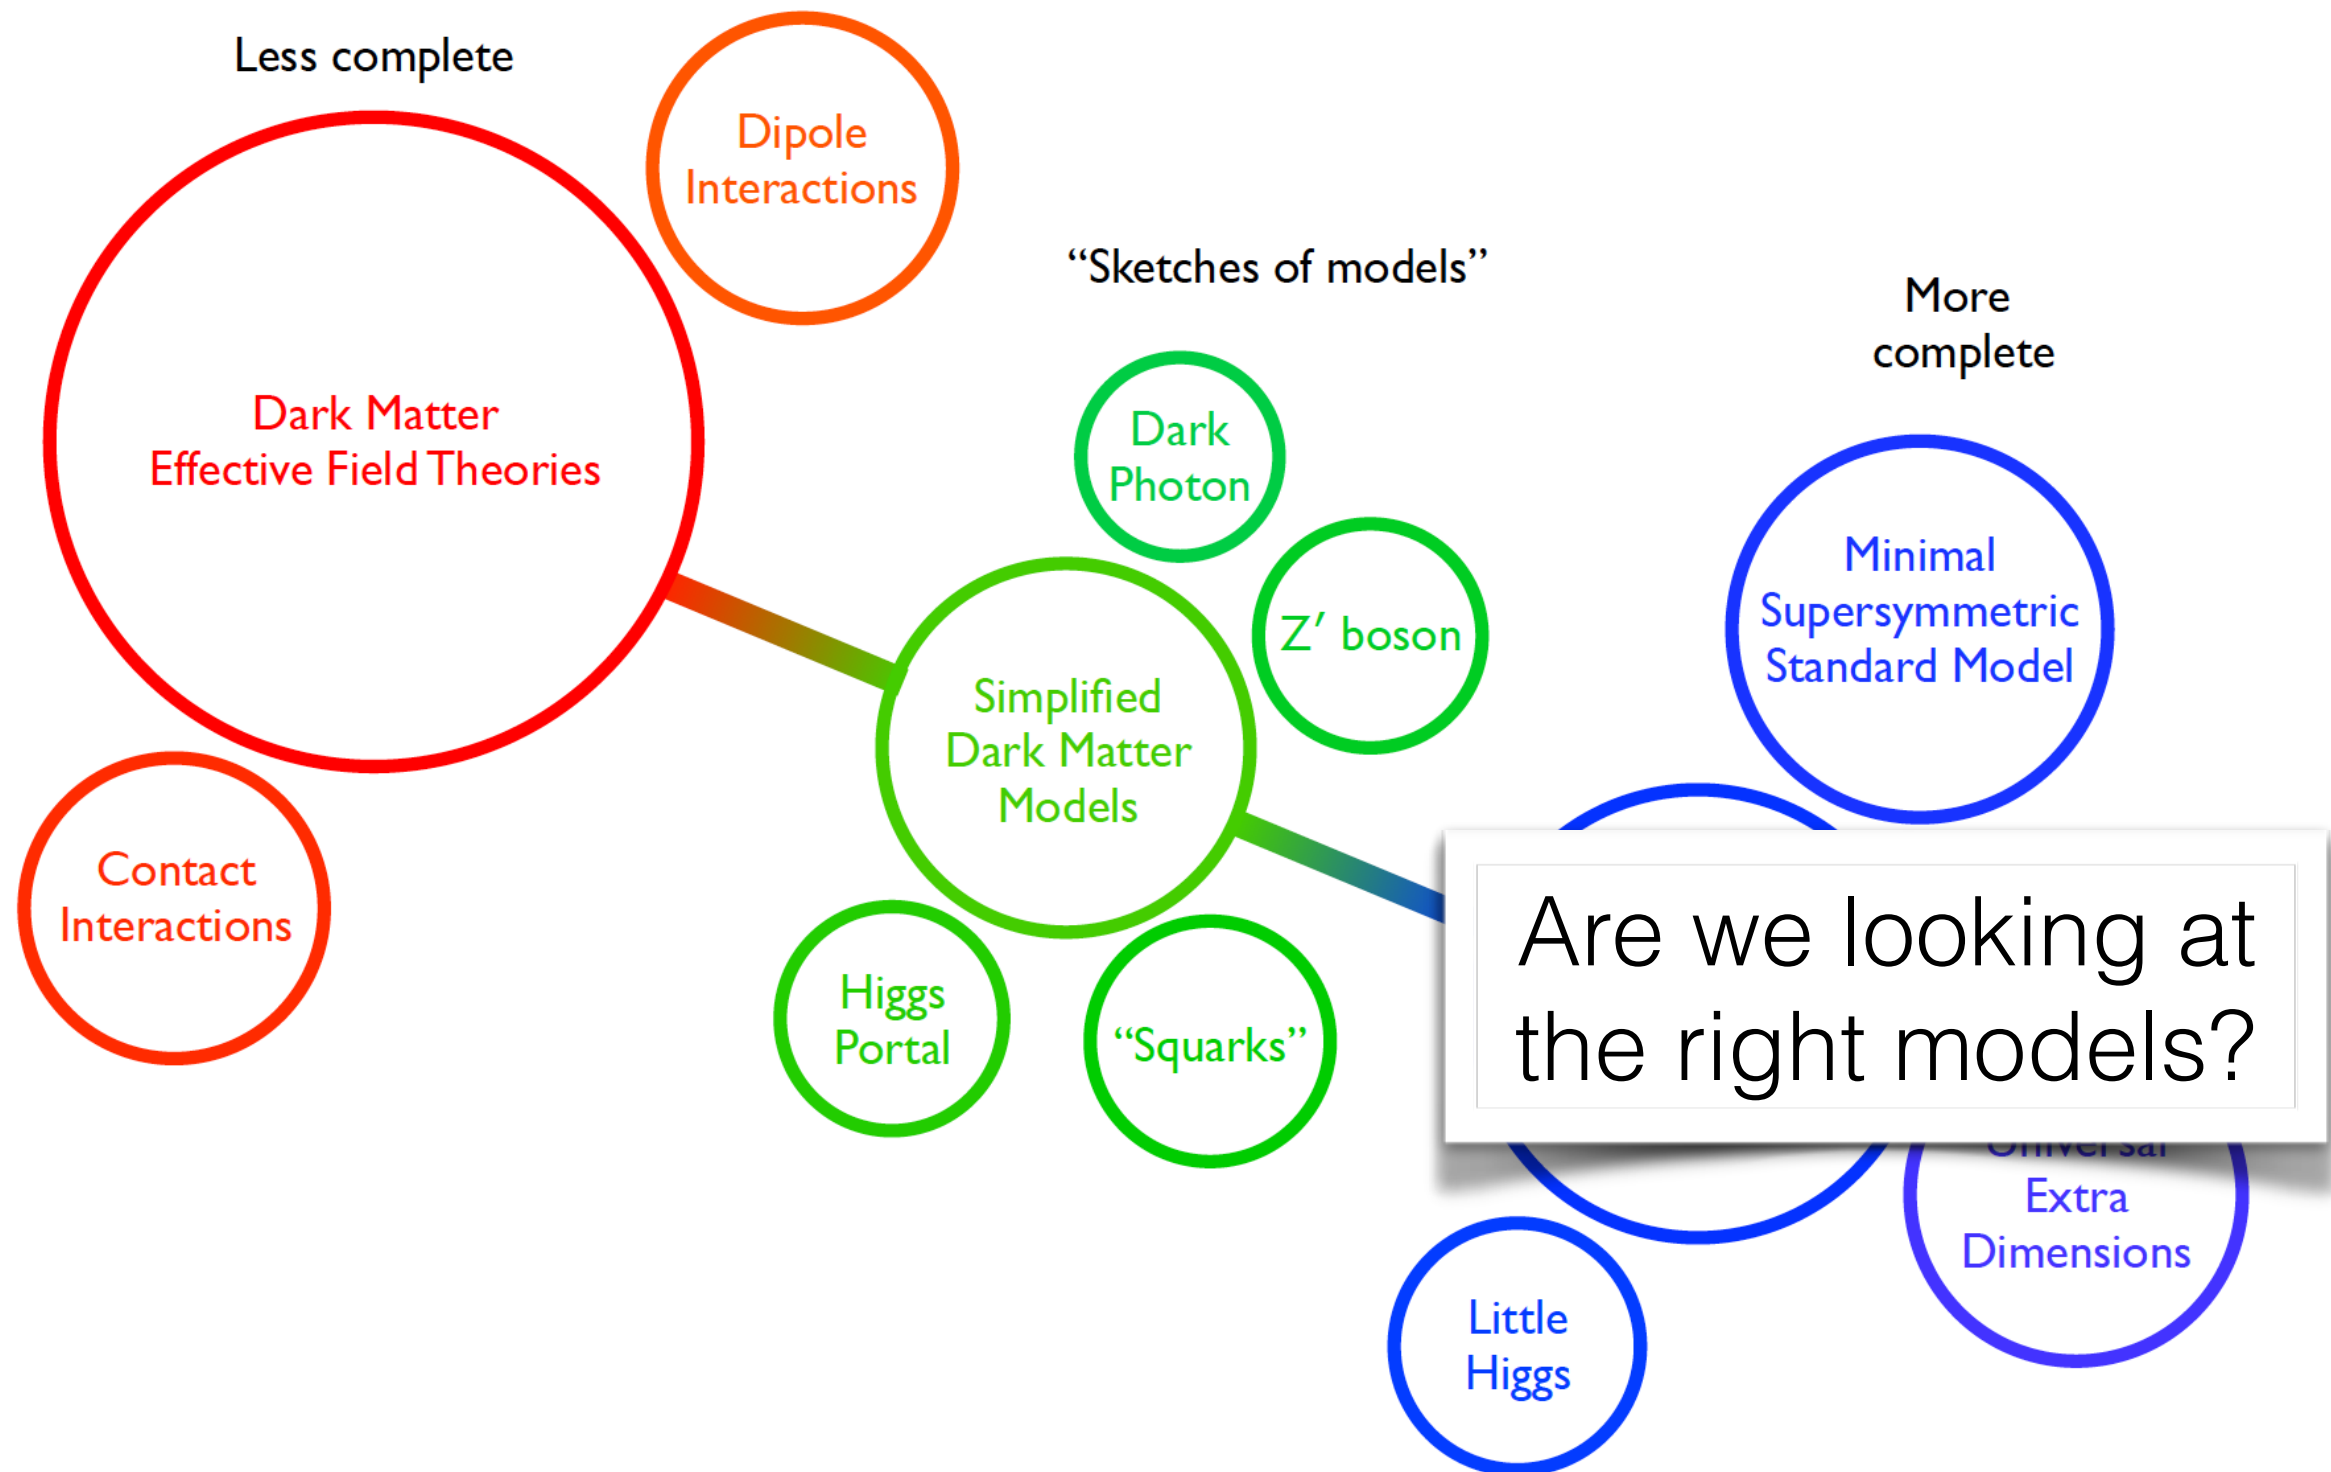 Less complete
Dipole
Interactions
“Sketches of models”
More
complete
Dark Matter
Effective Field Theories
Dark
Photon
Z′ boson
Minimal
Supersymmetric
Standard Model
Simplified
Dark Matter
Models
Contact
Interactions
Higgs
Portal
“Squarks”
Are we looking at
the right models?
Universal
Extra
Dimensions
Little
Higgs